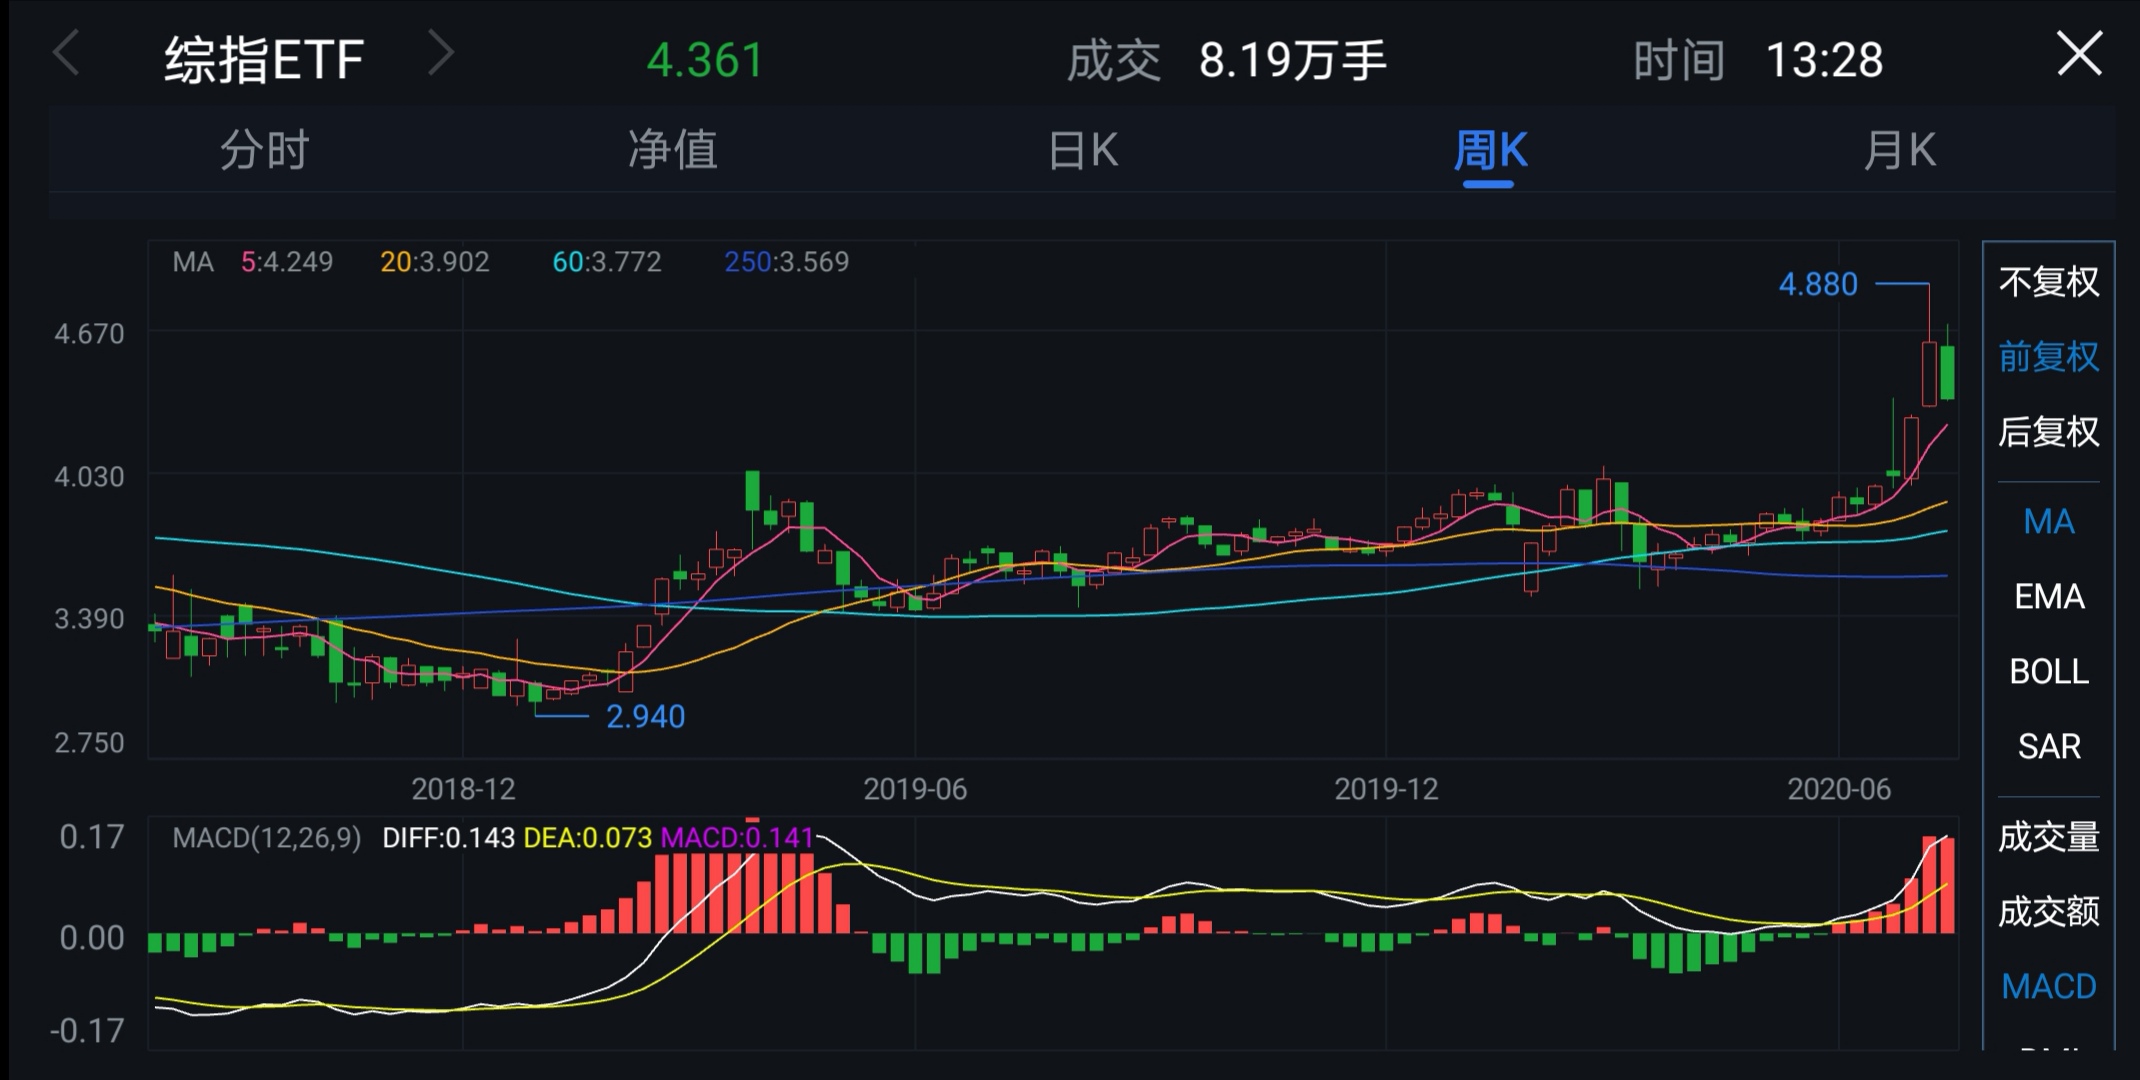 综指ETF 4.361 成交 8.19万手 时间 13:28
分时 净值 日K 周K 月K
MA 5:4.249 20:3.902 60:3.772 250:3.569
4.880
4.670
4.030
3.390
2.750
2.940
2018-12 2019-06 2019-12 2020-06
MACD(12,26,9) DIFF:0.143 DEA:0.073 MACD:0.141
0.17
0.00
-0.17
不复权
前复权
后复权
MA
EMA
BOLL
SAR
成交量
成交额
MACD